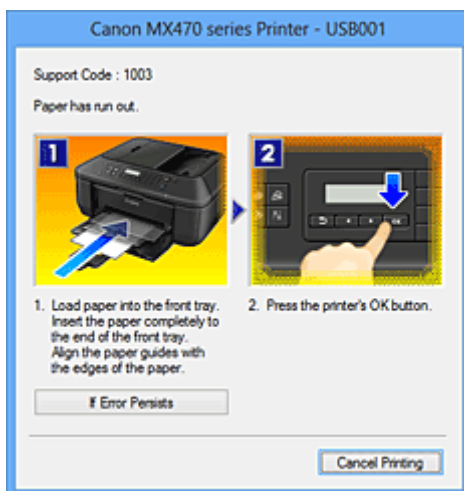 Canon MX470 series Printer - USB001
Support Code : 1003
Paper has run out.
1
2
OK
1. Load paper into the front tray.
Insert the paper completely to
the end of the front tray.
Align the paper guides with
the edges of the paper.
2. Press the printer's OK button.
If Error Persists
Cancel Printing